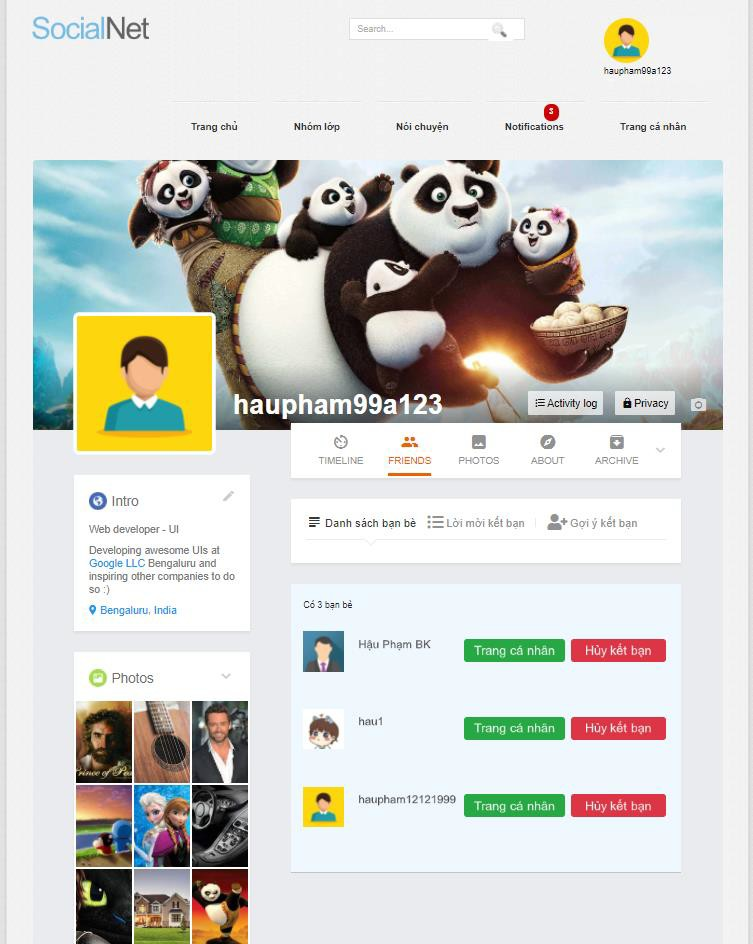 SocialNet
Search...
haupham99a123
3
Trang chủ
Nhóm lớp
Nói chuyện
Notifications
Trang cá nhân
haupham99a123
Activity log
Privacy
TIMELINE
FRIENDS
PHOTOS
ABOUT
ARCHIVE
Intro
Web developer - UI
Developing awesome UIs at
Google LLC Bengaluru and
inspiring other companies to do
so :)
Bengaluru, India
Photos
Prince of Pea
Danh sách bạn bè
Lời mời kết bạn
Gợi ý kết bạn
Có 3 bạn bè
Hậu Phạm BK
Trang cá nhân
Hủy kết bạn
hau1
Trang cá nhân
Hủy kết bạn
haupham12121999
Trang cá nhân
Hủy kết bạn